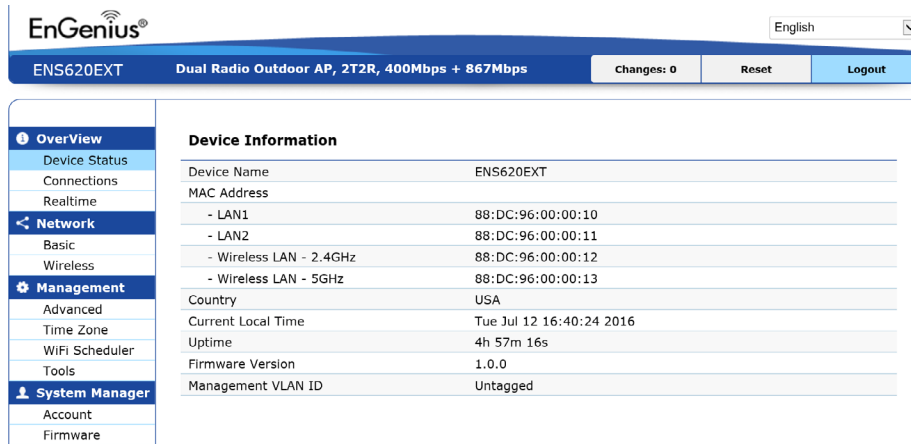 EnGenius®
English
ENS620EXT Dual Radio Outdoor AP, 2T2R, 400Mbps + 867Mbps Changes: 0 Reset Logout
OverView
Device Status
Connections
Realtime
Network
Basic
Wireless
Management
Advanced
Time Zone
WiFi Scheduler
Tools
System Manager
Account
Firmware
Device Information
Device Name ENS620EXT
MAC Address
- LAN1 88:DC:96:00:00:10
- LAN2 88:DC:96:00:00:11
- Wireless LAN - 2.4GHz 88:DC:96:00:00:12
- Wireless LAN - 5GHz 88:DC:96:00:00:13
Country USA
Current Local Time Tue Jul 12 16:40:24 2016
Uptime 4h 57m 16s
Firmware Version 1.0.0
Management VLAN ID Untagged